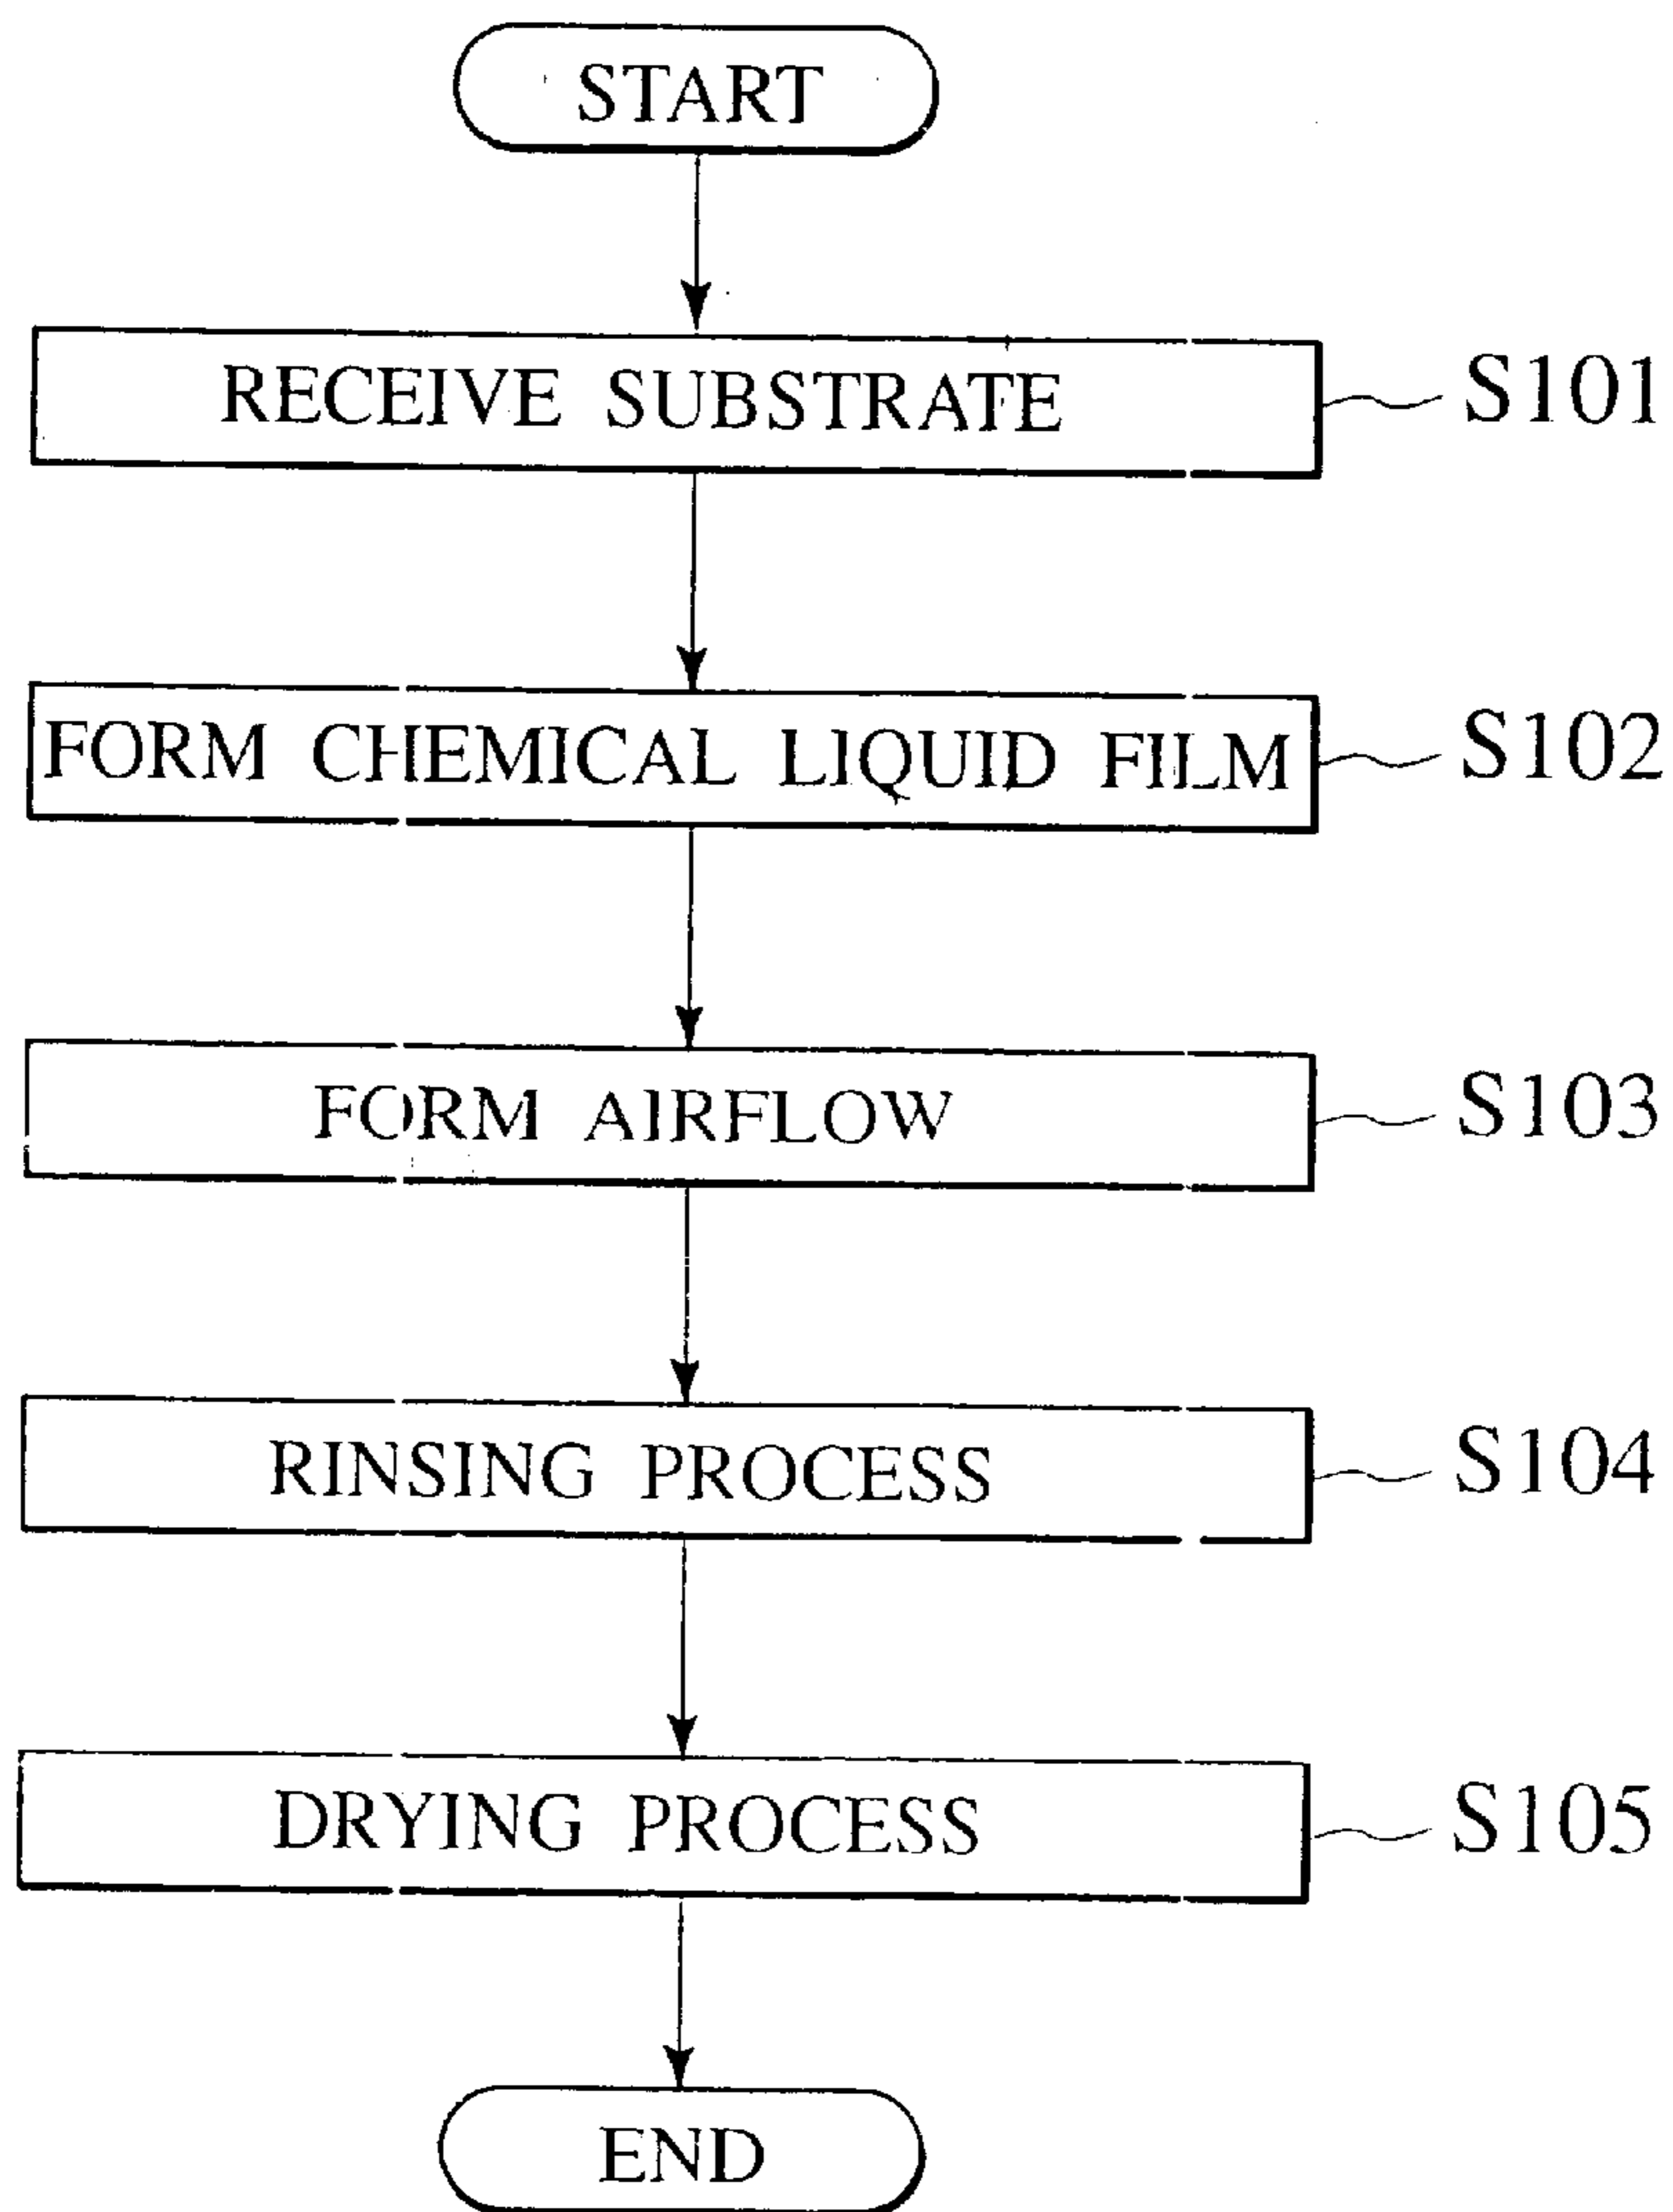 START
RECEIVE SUBSTRATE S101
FORM CHEMICAL LIQUID FILM S102
FORM AIRFLOW S103
RINSING PROCESS S104
DRYING PROCESS S105
END